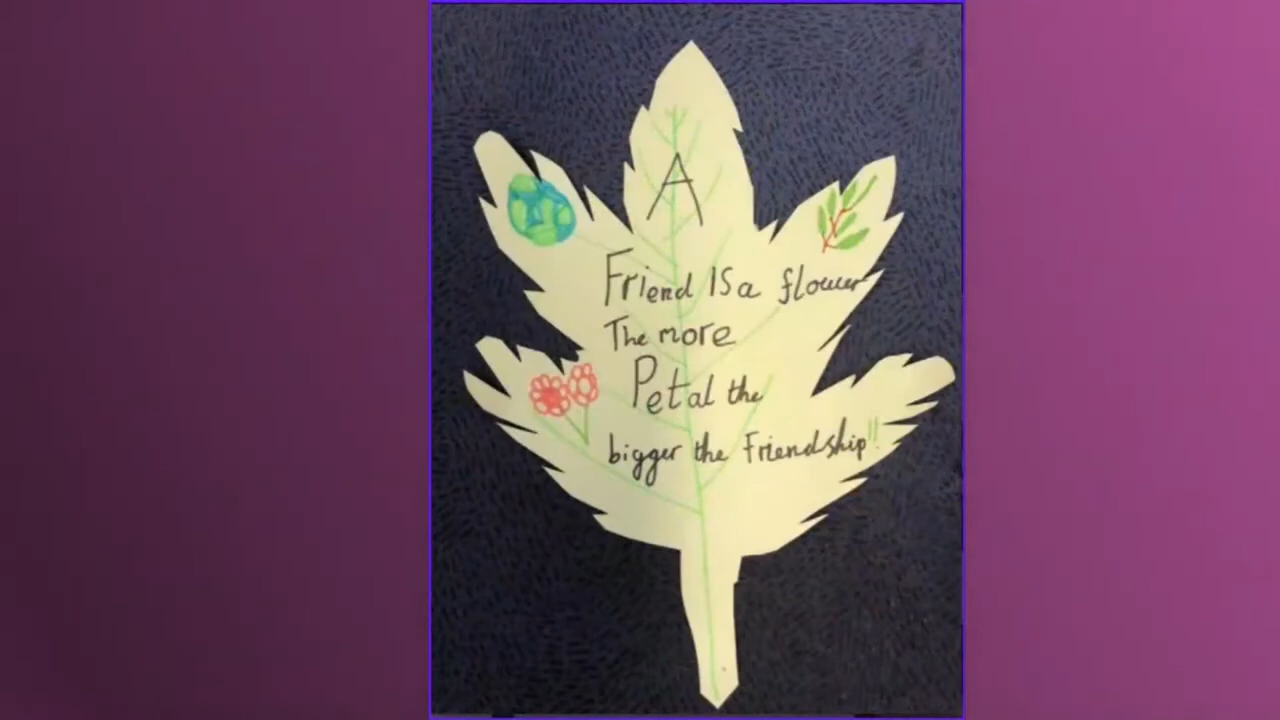 A
Friend Is a flower
The more
Petal the
bigger the Friendship!!